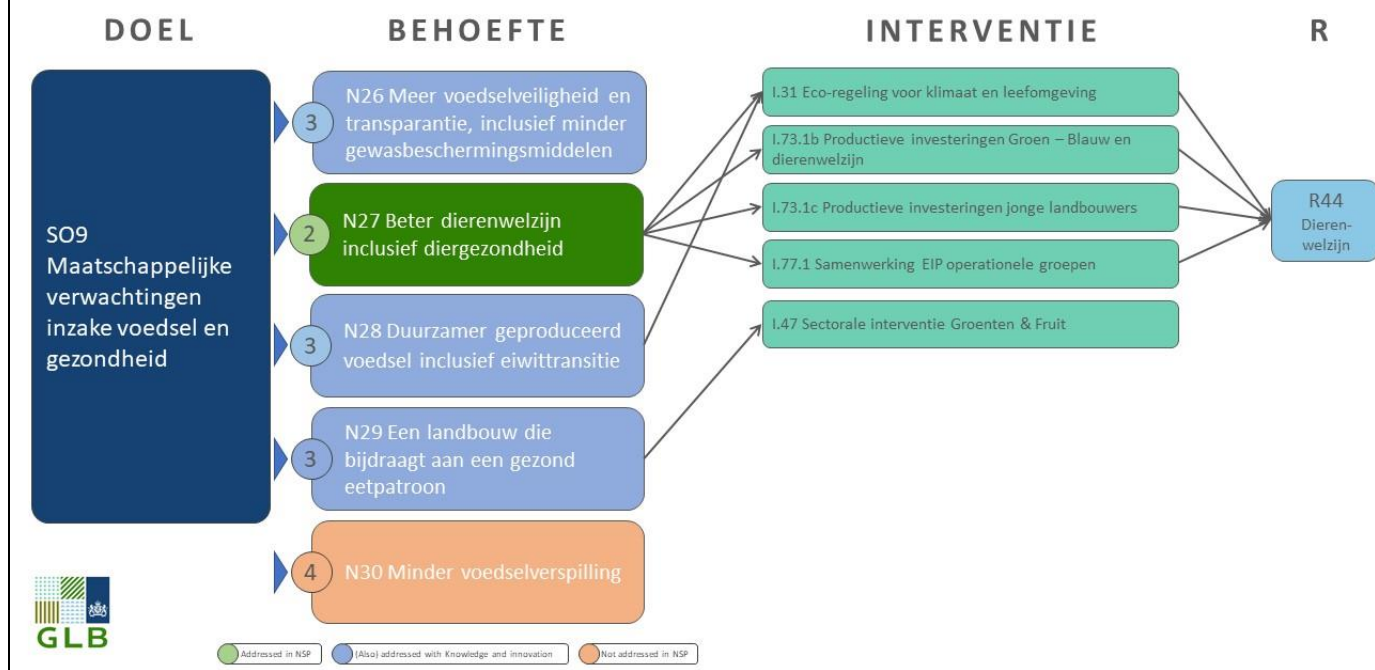 DOEL
BEHOEFTE
INTERVENTIE
R
SO9
Maatschappelijke
verwachtingen
inzake voedsel en
gezondheid
3
N26 Meer voedselveiligheid en
transparantie, inclusief minder
gewasbeschermingsmiddelen
2
N27 Beter dierenwelzijn
inclusief diergezondheid
3
N28 Duurzamer geproduceerd
voedsel inclusief eiwittransitie
3
N29 Een landbouw die
bijdraagt aan een gezond
eetpatroon
4
N30 Minder voedselverspilling
I.31 Eco-regeling voor klimaat en leefomgeving
I.73.1b Productieve investeringen Groen – Blauw en
dierenwelzijn
I.73.1c Productieve investeringen jonge landbouwers
I.77.1 Samenwerking EIP operationele groepen
I.47 Sectorale interventie Groenten & Fruit
R44
Dieren-
welzijn
GLB
Addressed in NSP
(Also) addressed with Knowledge and innovation
Not addressed in NSP